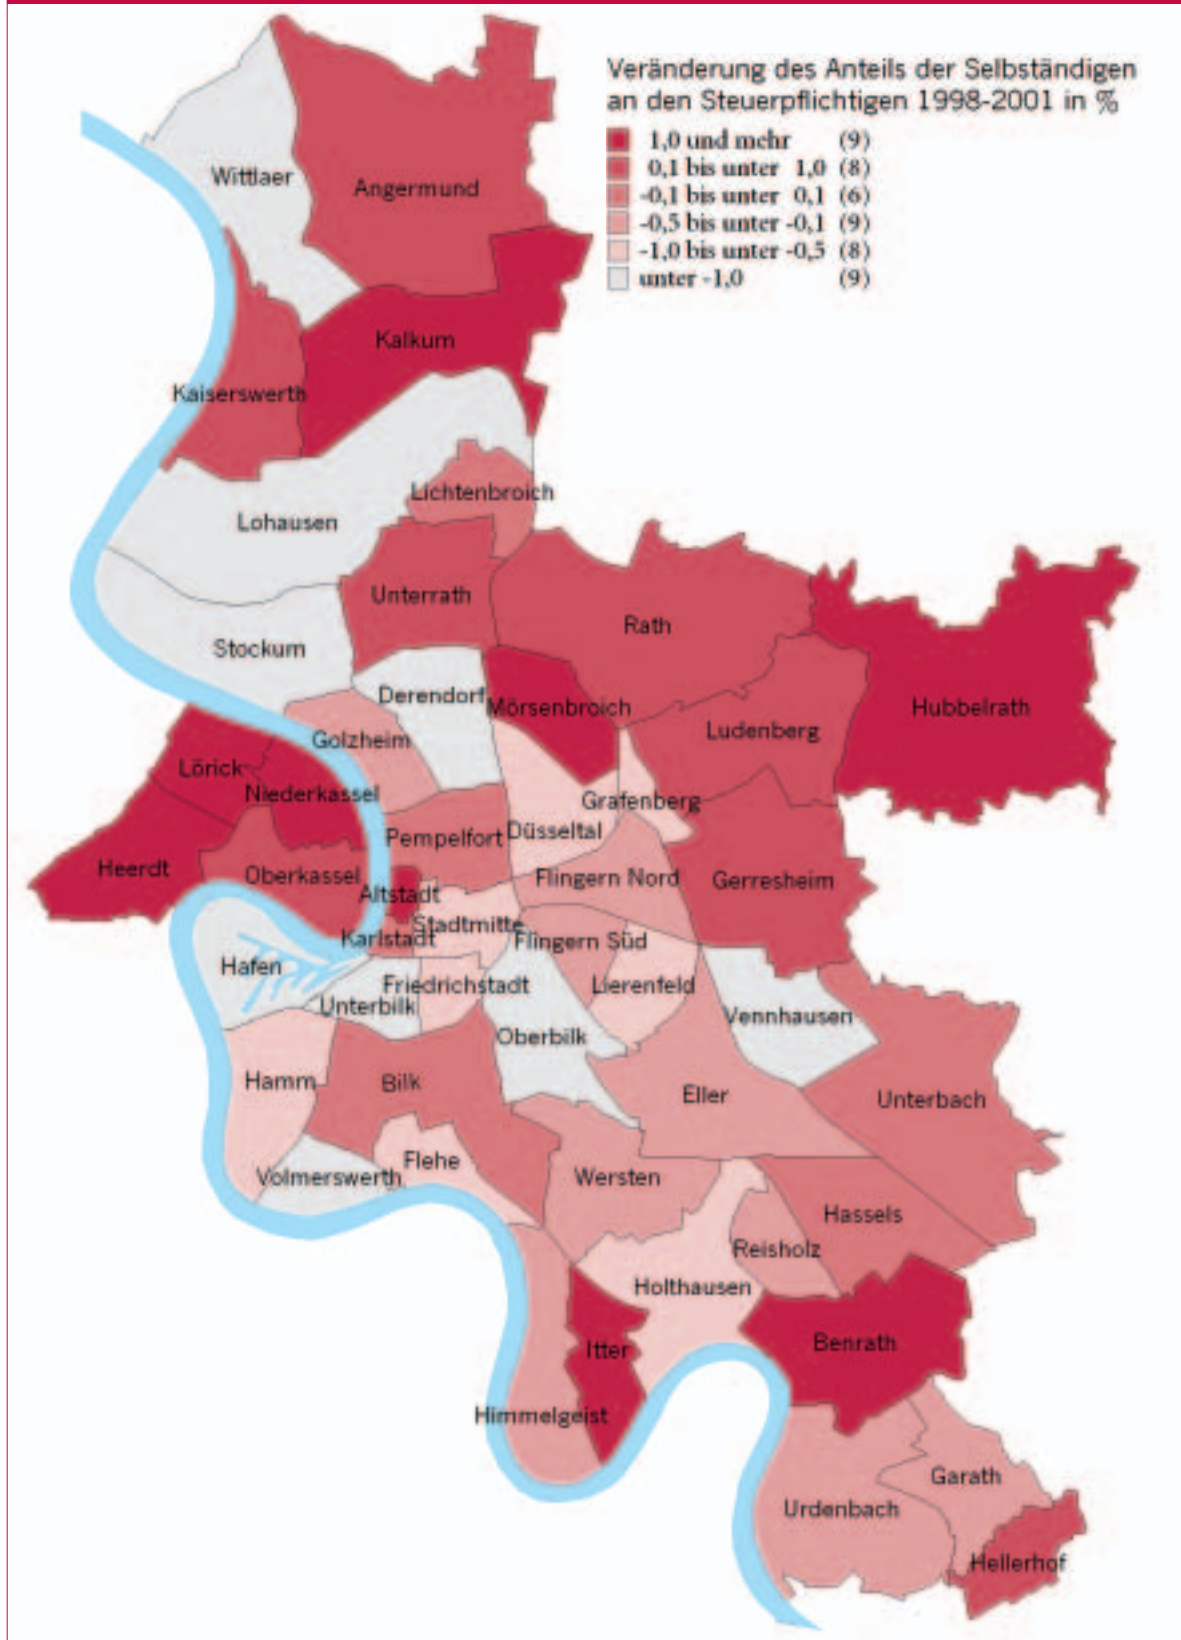 Veränderung des Anteils der Selbständigen
an den Steuerpflichtigen 1998-2001 in %
1,0 und mehr (9)
0,1 bis unter 1,0 (8)
-0,1 bis unter 0,1 (6)
-0,5 bis unter -0,1 (9)
-1,0 bis unter -0,5 (8)
unter -1,0 (9)
Wittlaer
Angermund
Kalkum
Kaiserswerth
Lichtenbroich
Lohausen
Unterrath
Rath
Stockum
Derendorf
Mörsenbroich
Hubbelrath
Ludenberg
Golzheim
Lörick
Niederkassel
Grafenberg
Düsseltal
Pempelfort
Heerdt
Oberkassel
Flingern Nord
Gerresheim
Altstadt
Stadtmitte
Karlstadt
Flingern Süd
Hafen
Friedrichstadt
Lierenfeld
Unterbilk
Vennhausen
Oberbilk
Hamm
Bilk
Eller
Unterbach
Flehe
Volmerswerth
Wersten
Hassels
Reisholz
Holthausen
Itter
Benrath
Himmelgeist
Garath
Urdenbach
Hellerhof